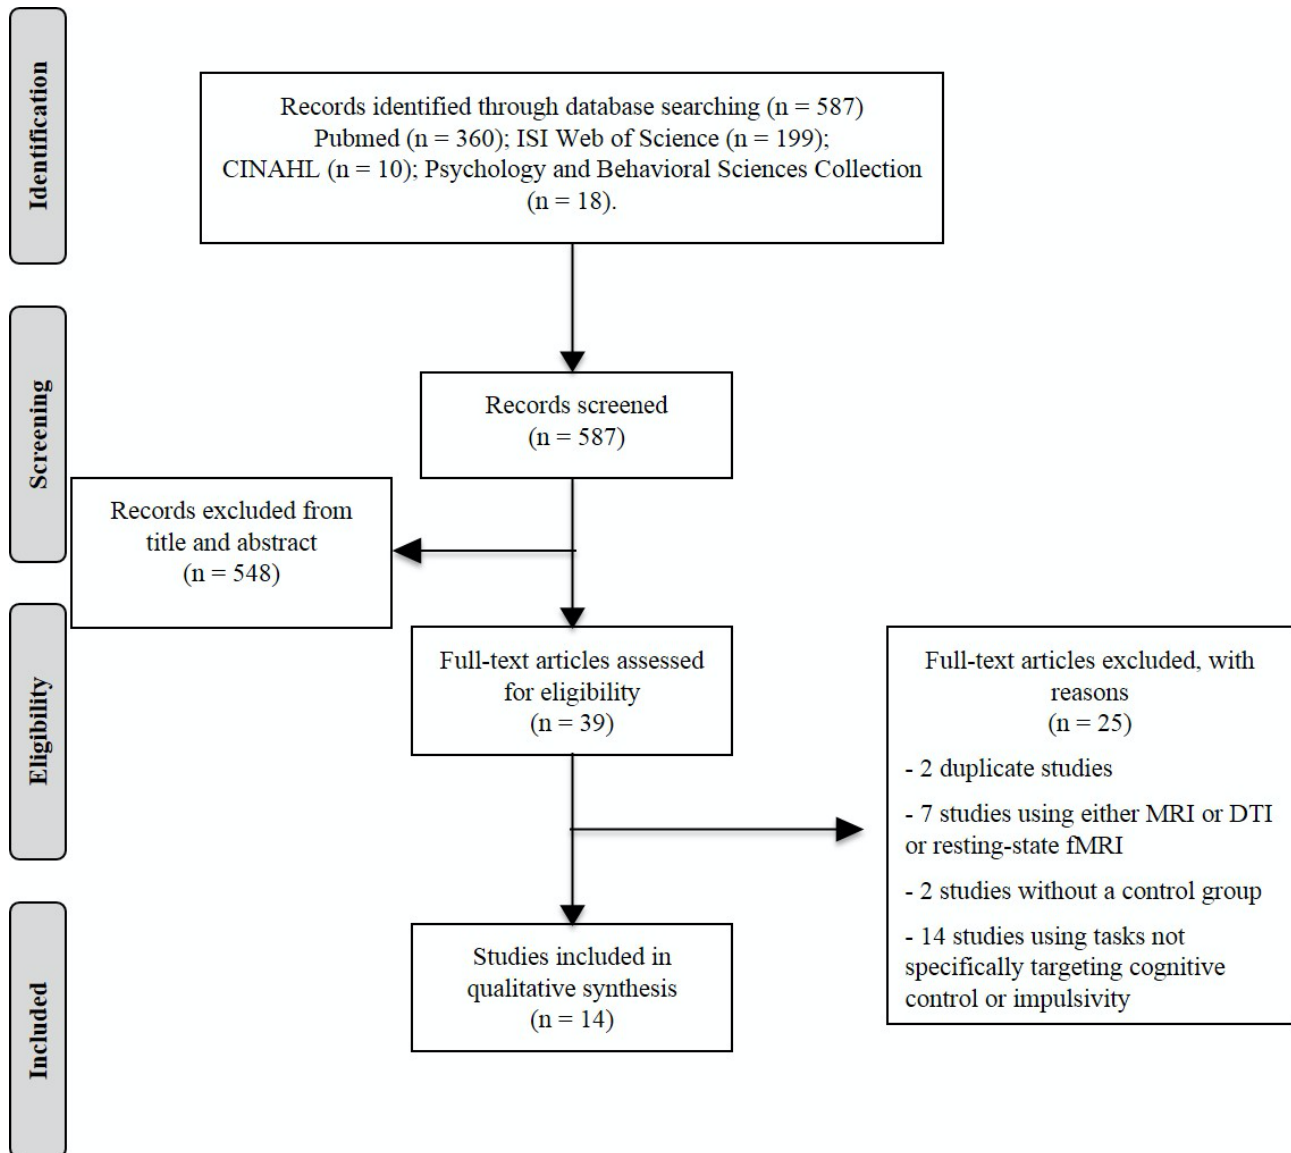 Identification
Records identified through database searching (n = 587)
Pubmed (n = 360); ISI Web of Science (n = 199);
CINAHL (n = 10); Psychology and Behavioral Sciences Collection
(n = 18).
Screening
Records screened
(n = 587)
Records excluded from
title and abstract
(n = 548)
Eligibility
Full-text articles assessed
for eligibility
(n = 39)
Full-text articles excluded, with
reasons
(n = 25)
- 2 duplicate studies
- 7 studies using either MRI or DTI
or resting-state fMRI
- 2 studies without a control group
- 14 studies using tasks not
specifically targeting cognitive
control or impulsivity
Included
Studies included in
qualitative synthesis
(n = 14)